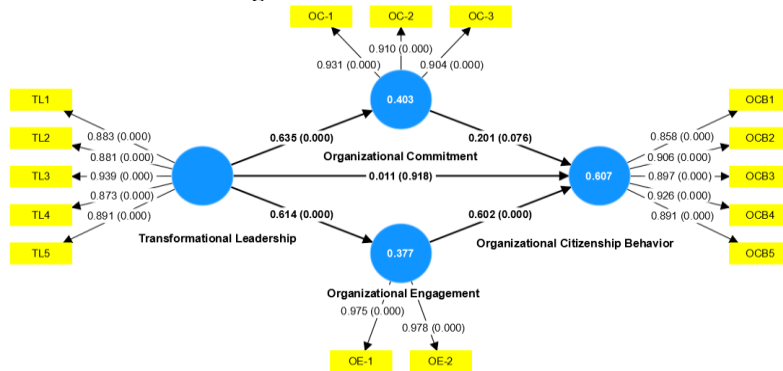 OC-1 OC-2 OC-3
0.910 (0.000)
0.931 (0.000) 0.904 (0.000)
TL1 0.403 OCB1
0.883 (0.000) 0.635 (0.000) 0.201 (0.076) 0.858 (0.000)
TL2 OCB2
0.881 (0.000) Organizational Commitment 0.906 (0.000)
TL3 0.939 (0.000) 0.011 (0.918) 0.607 0.897 (0.000) OCB3
0.873 (0.000) 0.926 (0.000)
TL4 0.614 (0.000) 0.602 (0.000) OCB4
0.891 (0.000) 0.891 (0.000)
Transformational Leadership Organizational Citizenship Behavior
TL5 0.377 OCB5
Organizational Engagement
0.975 (0.000)
0.978 (0.000)
OE-1 OE-2